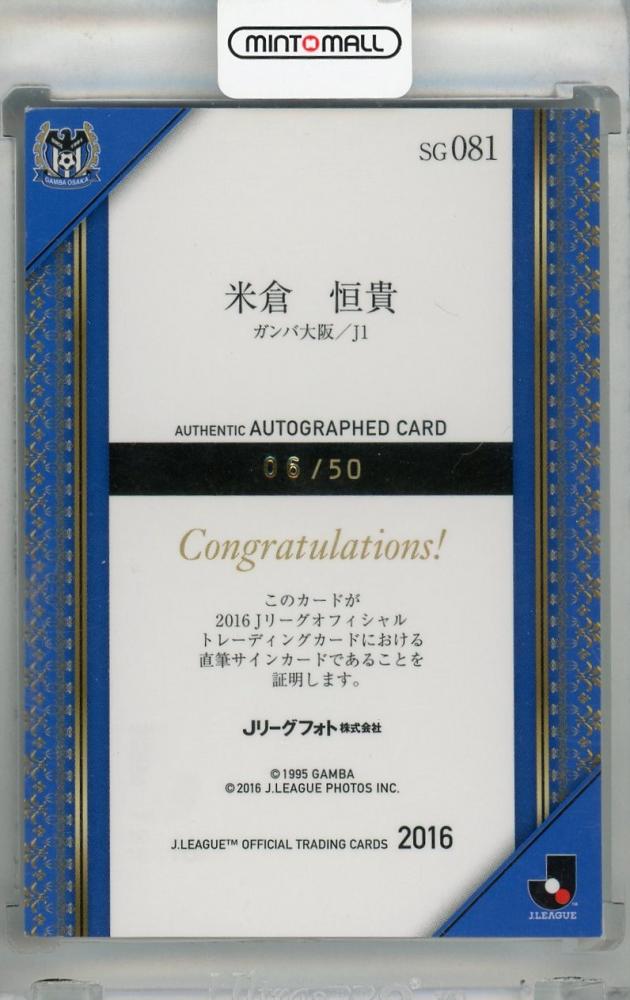 MINTMALL
GAMBA OSAKA
SG 081
米倉 恒貴
ガンバ大阪／J1
AUTHENTIC AUTOGRAPHED CARD
06/50
Congratulations!
このカードが
2016 Jリーグオフィシャル
トレーディングカードにおける
直筆サインカードであることを
証明します。
Jリーグフォト株式会社
©1995 GAMBA
©2016 J.LEAGUE PHOTOS INC.
J.LEAGUE™ OFFICIAL TRADING CARDS 2016
J.LEAGUE